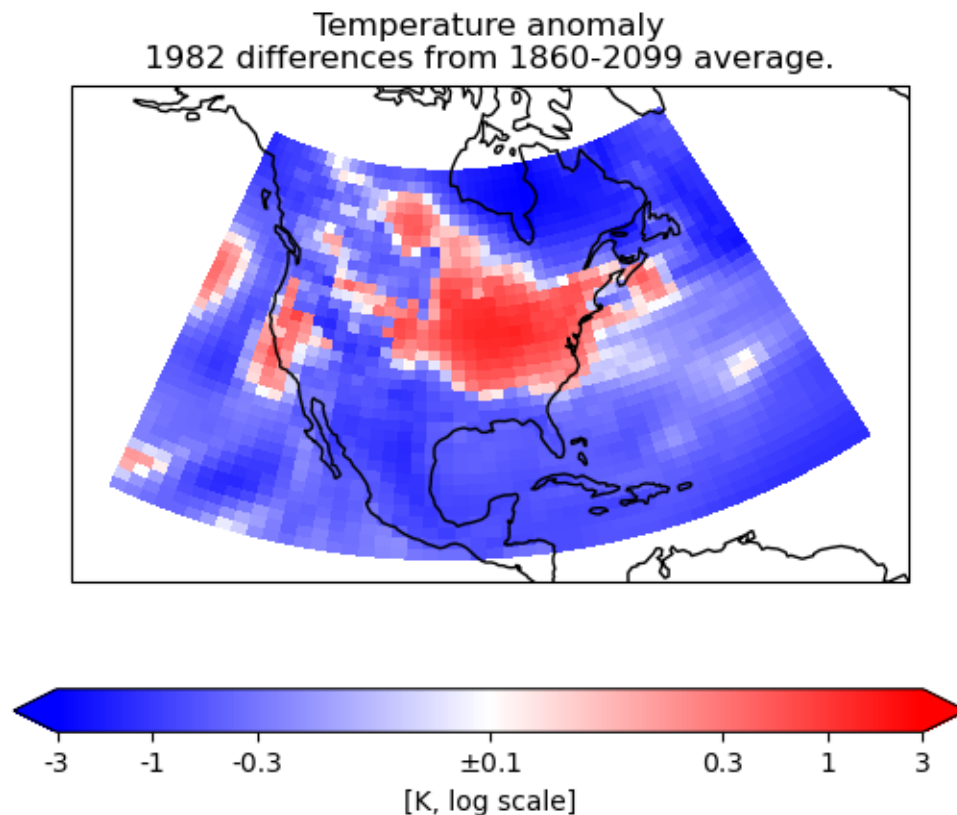 Temperature anomaly
1982 differences from 1860-2099 average.
-3 -1 -0.3 ±0.1 0.3 1 3
[K, log scale]